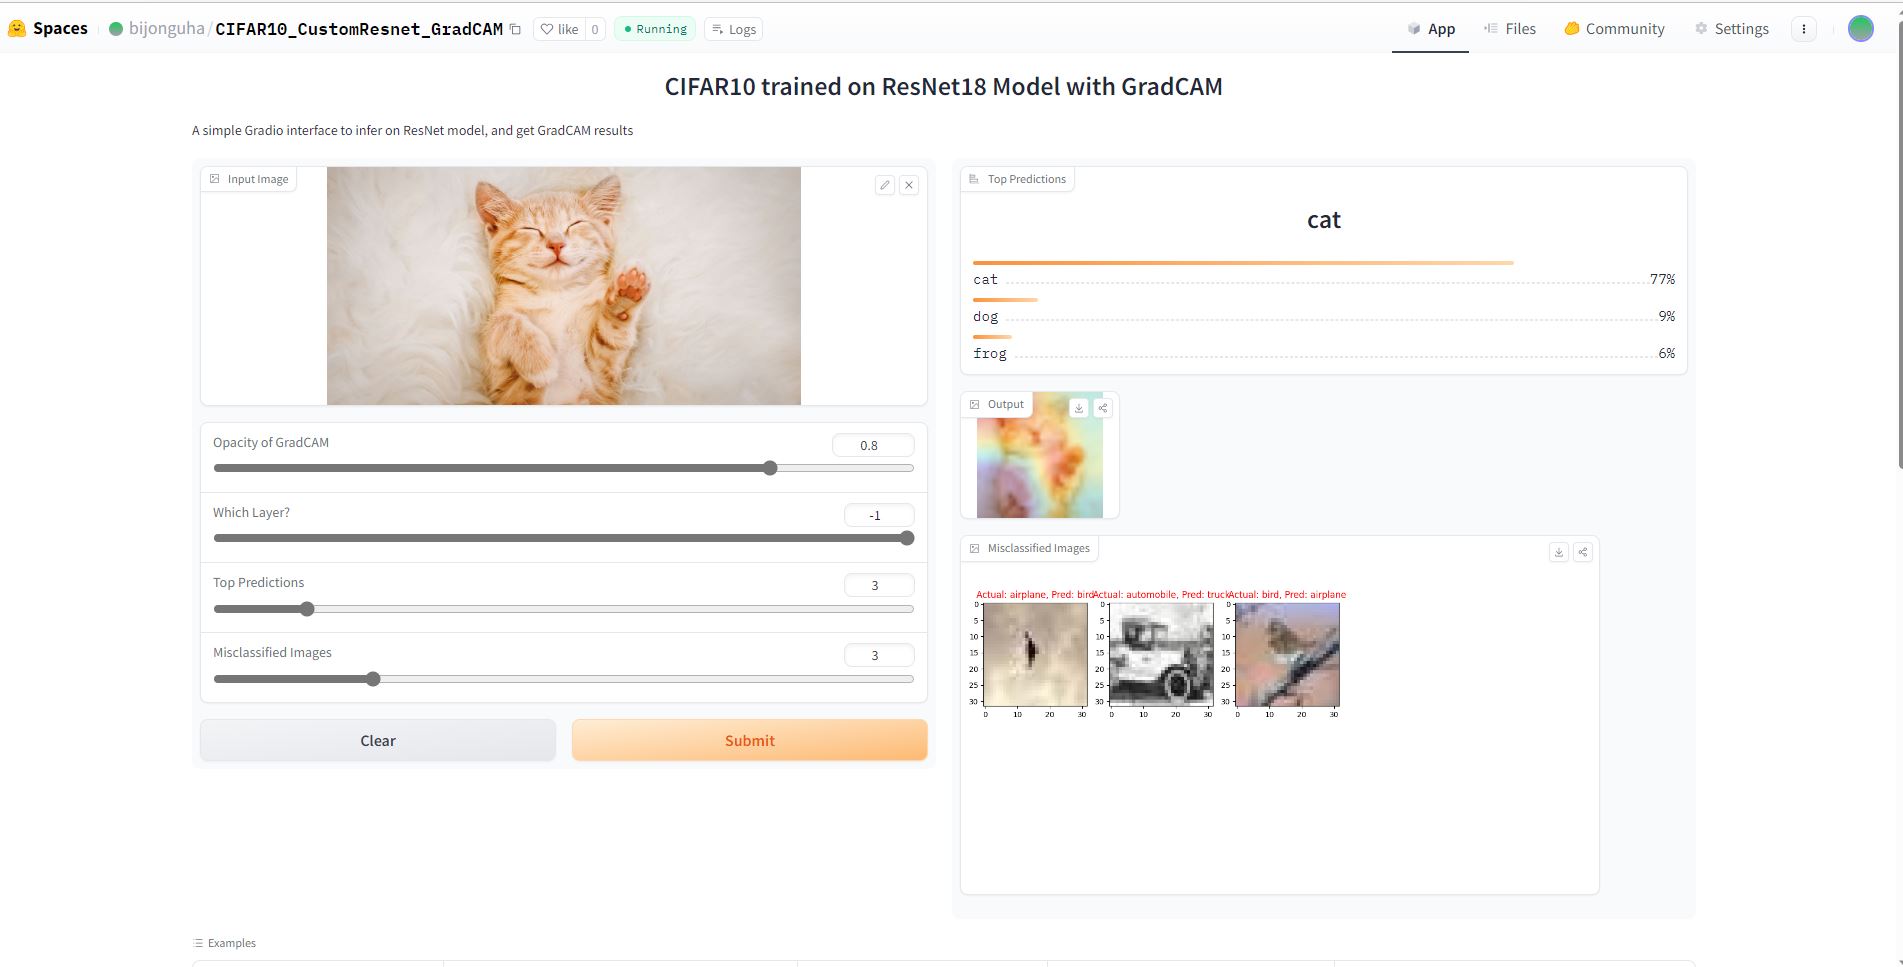 Spaces bijonguha/CIFAR10_CustomResnet_GradCAM like 0 Running Logs App Files Community Settings
CIFAR10 trained on ResNet18 Model with GradCAM
A simple Gradio interface to infer on ResNet model, and get GradCAM results
Input Image
Opacity of GradCAM 0.8
Which Layer? -1
Top Predictions 3
Misclassified Images 3
Clear Submit
Top Predictions
cat
cat 77%
dog 9%
frog 6%
Output
Misclassified Images
Actual: airplane, Pred: bird Actual: automobile, Pred: truck Actual: bird, Pred: airplane
0 0 0
5 5 5
10 10 10
15 15 15
20 20 20
25 25 25
30 30 30
0 10 20 30 0 10 20 30 0 10 20 30
Examples